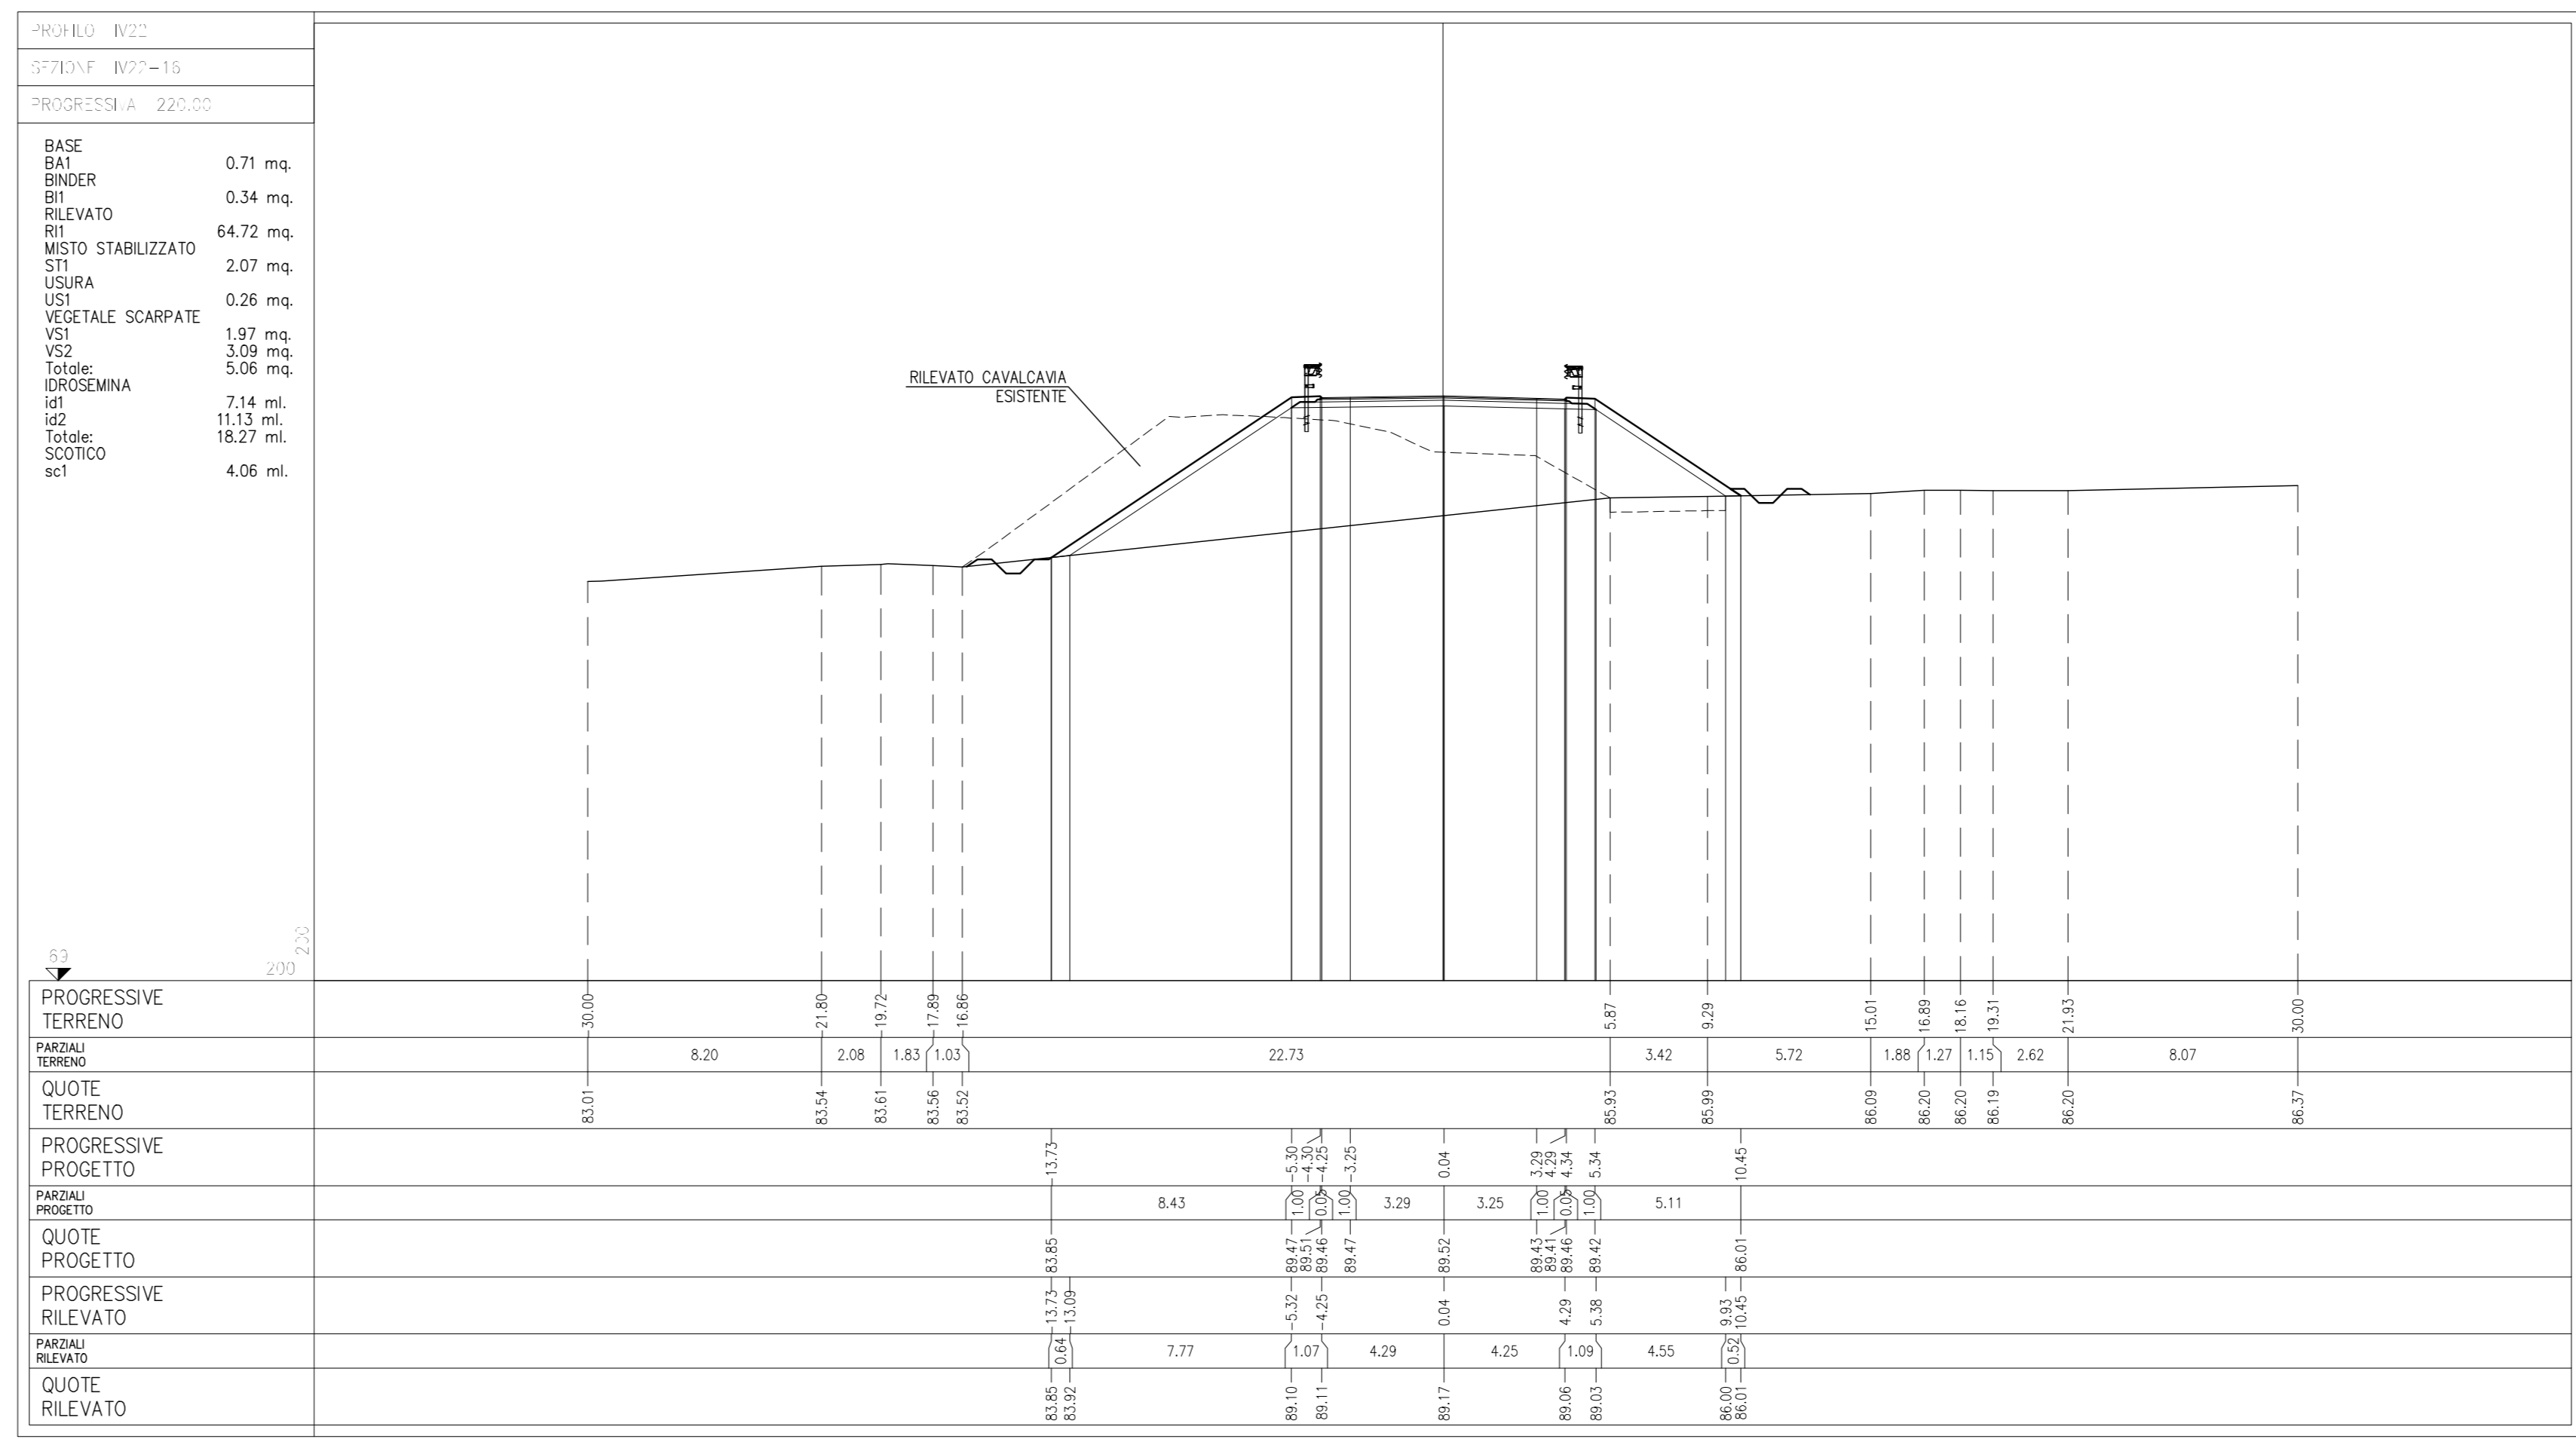 PROFILO IV22
SEZIONE IV22-16
PROGRESSIVA 220.00
BASE
BA1 0.71 mq.
BINDER
BI1 0.34 mq.
RILEVATO
RI1 64.72 mq.
MISTO STABILIZZATO
ST1 2.07 mq.
USURA
US1 0.26 mq.
VEGETALE SCARPATE
VS1 1.97 mq.
VS2 3.09 mq.
Totale: 5.06 mq.
IDROSEMINA
id1 7.14 ml.
id2 11.13 ml.
Totale: 18.27 ml.
SCOTICO
sc1 4.06 ml.
RILEVATO CAVALCAVIA
ESISTENTE
69
200
200
PROGRESSIVE
TERRENO
-30.00 -21.80 -19.72 -17.89 -16.86 5.87 9.29 15.01 16.89 18.16 19.31 21.93 30.00
PARZIALI
TERRENO
8.20 2.08 1.83 1.03 22.73 3.42 5.72 1.88 1.27 1.15 2.62 8.07
QUOTE
TERRENO
83.01 83.54 83.61 83.56 83.52 85.93 85.99 86.09 86.20 86.20 86.19 86.20 86.37
PROGRESSIVE
PROGETTO
-13.73 -5.30 -4.30 -4.25 -3.25 0.04 3.29 4.29 4.34 5.34 10.45
PARZIALI
PROGETTO
8.43 1.00 0.05 1.00 3.29 3.25 1.00 0.05 1.00 5.11
QUOTE
PROGETTO
83.85 89.47 89.51 89.46 89.47 89.52 89.43 89.41 89.46 89.42 86.01
PROGRESSIVE
RILEVATO
-13.73 -13.09 -5.32 -4.25 0.04 4.29 5.38 9.93 10.45
PARZIALI
RILEVATO
0.64 7.77 1.07 4.29 4.25 1.09 4.55 0.52
QUOTE
RILEVATO
83.85 83.92 89.10 89.11 89.17 89.06 89.03 86.00 86.01